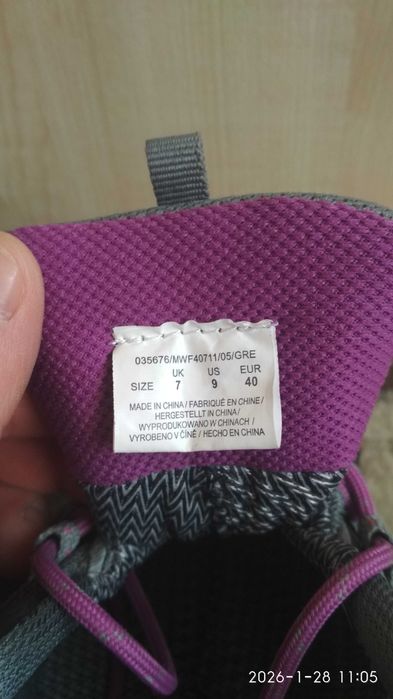 035676/MWF40711/05/GRE
UK US EUR
SIZE 7 9 40
MADE IN CHINA / FABRIQUÉ EN CHINE /
HERGESTELLT IN CHINA /
WYPRODUKOWANO W CHINACH /
VYROBENO V ČÍNĚ / HECHO EN CHINA
2026-1-28 11:05